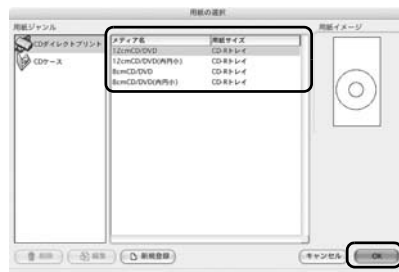 用紙の選択
用紙ジャンル
CDダイレクトプリント
CDケース
メディア名 用紙サイズ
12cmCD/DVD CD-Rトレイ
12cmCD/DVD(内円小) CD-Rトレイ
8cmCD/DVD CD-Rトレイ
8cmCD/DVD(内円小) CD-Rトレイ
用紙イメージ
削除 編集 新規登録 キャンセル OK